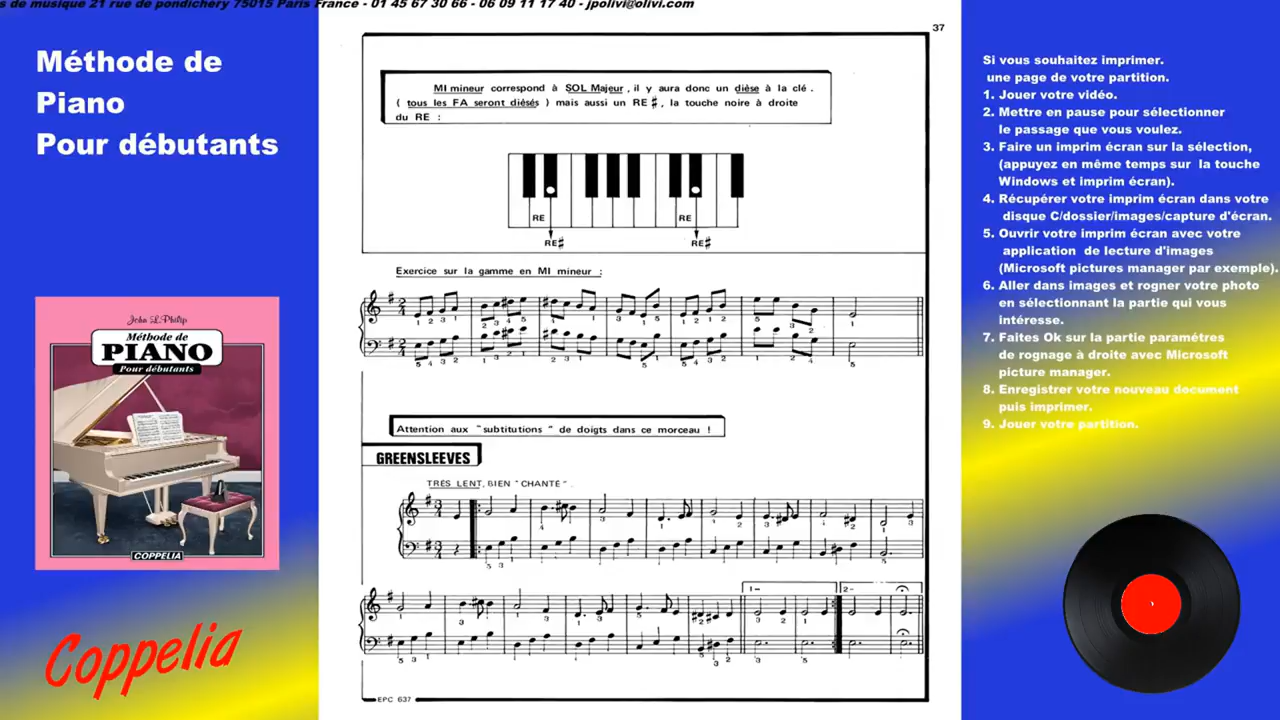 s de musique 21 rue de pondichéry 75015 Paris France - 01 45 67 30 66 - 06 09 11 17 40 - jpolivi@olivi.com
Méthode de
Piano
Pour débutants
John L.Philip
Méthode de
PIANO
Pour débutants
COPPELIA
Coppelia
37
MI mineur correspond à SOL Majeur, il y aura donc un dièse à la clé.
( tous les FA seront diésés ) mais aussi un RE ♯, la touche noire à droite
du RE :
RE RE
RE♯ RE♯
Exercice sur la gamme en MI mineur :
Attention aux "subtitutions" de doigts dans ce morceau !
GREENSLEEVES
TRÈS LENT, BIEN "CHANTÉ".
1-
2-
EPC 637
Si vous souhaitez imprimer.
une page de votre partition.
1. Jouer votre vidéo.
2. Mettre en pause pour sélectionner
le passage que vous voulez.
3. Faire un imprim écran sur la sélection,
(appuyez en même temps sur la touche
Windows et imprim écran).
4. Récupérer votre imprim écran dans votre
disque C/dossier/images/capture d'écran.
5. Ouvrir votre imprim écran avec votre
application de lecture d'images
(Microsoft pictures manager par exemple).
6. Aller dans images et rogner votre photo
en sélectionnant la partie qui vous
intéresse.
7. Faites Ok sur la partie paramétres
de rognage à droite avec Microsoft
picture manager.
8. Enregistrer votre nouveau document
puis imprimer.
9. Jouer votre partition.